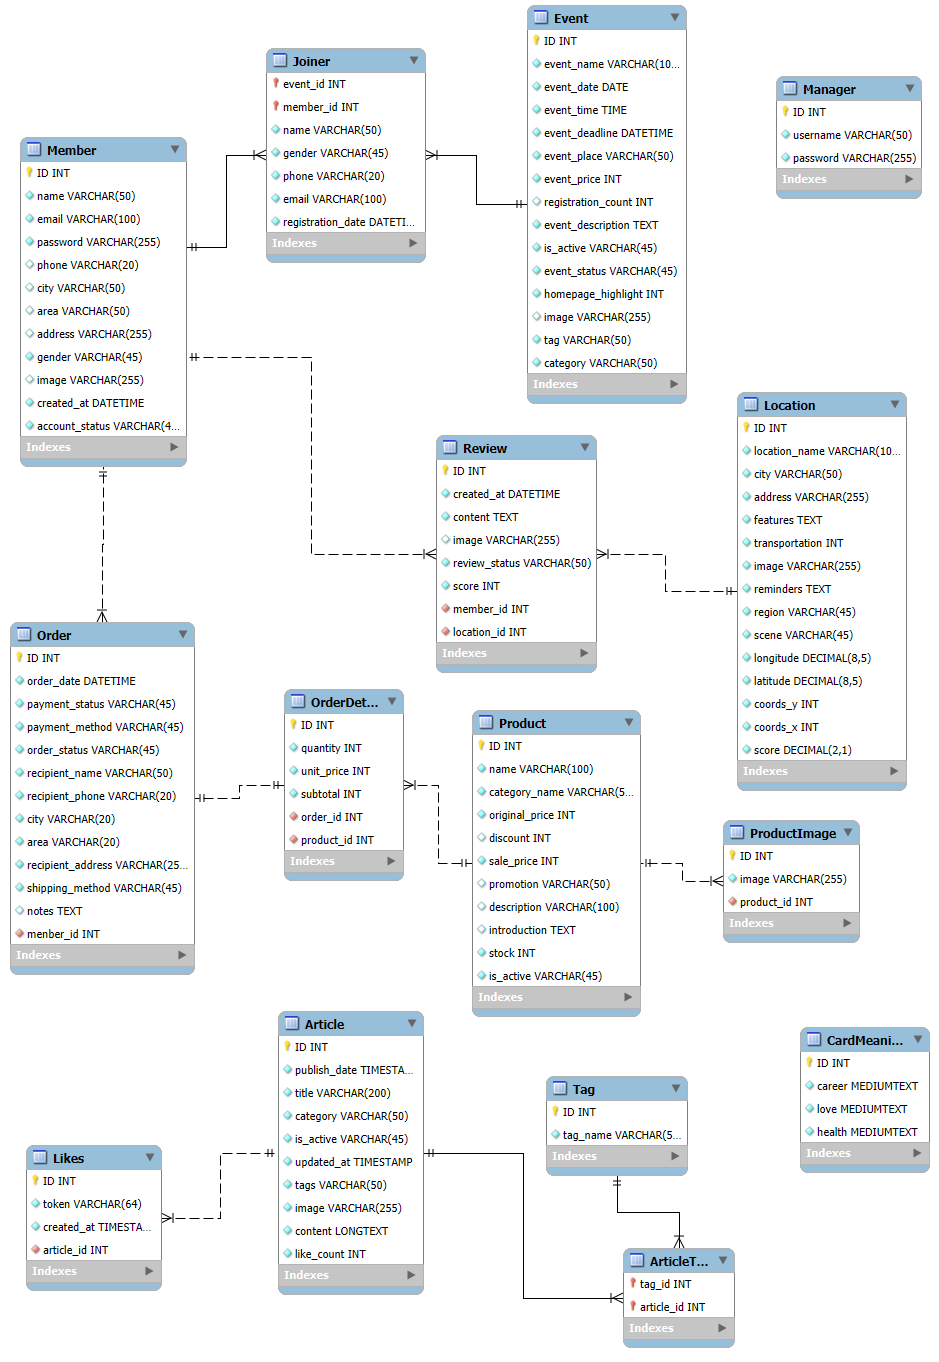 Event
ID INT
event_name VARCHAR(10...
event_date DATE
event_time TIME
event_deadline DATETIME
event_place VARCHAR(50)
event_price INT
registration_count INT
event_description TEXT
is_active VARCHAR(45)
event_status VARCHAR(45)
homepage_highlight INT
image VARCHAR(255)
tag VARCHAR(50)
category VARCHAR(50)
Indexes
Joiner
event_id INT
member_id INT
name VARCHAR(50)
gender VARCHAR(45)
phone VARCHAR(20)
email VARCHAR(100)
registration_date DATETI...
Indexes
Manager
ID INT
username VARCHAR(50)
password VARCHAR(255)
Indexes
Member
ID INT
name VARCHAR(50)
email VARCHAR(100)
password VARCHAR(255)
phone VARCHAR(20)
city VARCHAR(50)
area VARCHAR(50)
address VARCHAR(255)
gender VARCHAR(45)
image VARCHAR(255)
created_at DATETIME
account_status VARCHAR(4...
Indexes
Location
ID INT
location_name VARCHAR(10...
city VARCHAR(50)
address VARCHAR(255)
features TEXT
transportation INT
image VARCHAR(255)
reminders TEXT
region VARCHAR(45)
scene VARCHAR(45)
longitude DECIMAL(8,5)
latitude DECIMAL(8,5)
coords_y INT
coords_x INT
score DECIMAL(2,1)
Indexes
Review
ID INT
created_at DATETIME
content TEXT
image VARCHAR(255)
review_status VARCHAR(50)
score INT
member_id INT
location_id INT
Indexes
Order
ID INT
order_date DATETIME
payment_status VARCHAR(45)
payment_method VARCHAR(45)
order_status VARCHAR(45)
recipient_name VARCHAR(50)
recipient_phone VARCHAR(20)
city VARCHAR(20)
area VARCHAR(20)
recipient_address VARCHAR(25...
shipping_method VARCHAR(45)
notes TEXT
menber_id INT
Indexes
OrderDet...
ID INT
quantity INT
unit_price INT
subtotal INT
order_id INT
product_id INT
Indexes
Product
ID INT
name VARCHAR(100)
category_name VARCHAR(5...
original_price INT
discount INT
sale_price INT
promotion VARCHAR(50)
description VARCHAR(100)
introduction TEXT
stock INT
is_active VARCHAR(45)
Indexes
ProductImage
ID INT
image VARCHAR(255)
product_id INT
Indexes
Article
ID INT
publish_date TIMESTA...
title VARCHAR(200)
category VARCHAR(50)
is_active VARCHAR(45)
updated_at TIMESTAMP
tags VARCHAR(50)
image VARCHAR(255)
content LONGTEXT
like_count INT
Indexes
CardMeani...
ID INT
career MEDIUMTEXT
love MEDIUMTEXT
health MEDIUMTEXT
Indexes
Tag
ID INT
tag_name VARCHAR(5...
Indexes
Likes
ID INT
token VARCHAR(64)
created_at TIMESTA...
article_id INT
Indexes
ArticleT...
tag_id INT
article_id INT
Indexes